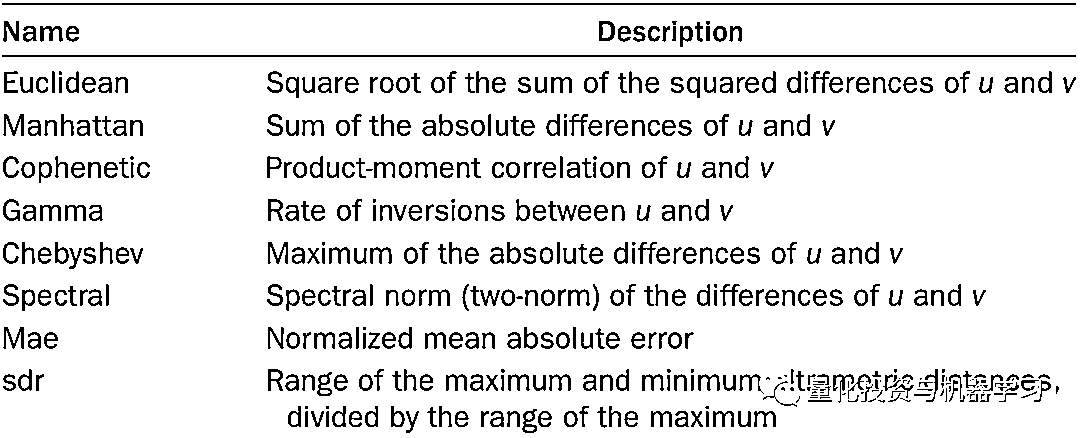 Name Description
Euclidean Square root of the sum of the squared differences of u and v
Manhattan Sum of the absolute differences of u and v
Cophenetic Product-moment correlation of u and v
Gamma Rate of inversions between u and v
Chebyshev Maximum of the absolute differences of u and v
Spectral Spectral norm (two-norm) of the differences of u and v
Mae Normalized mean absolute error
sdr Range of the maximum and minimum ultrametric distances,
divided by the range of the maximum
量化投资与机器学习